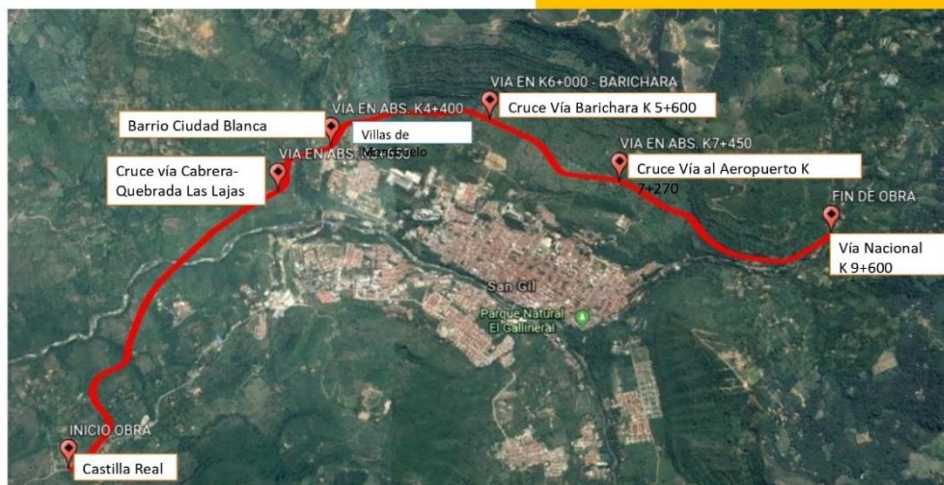 VIA EN K6+000 - BARICHARA
Cruce Vía Barichara K 5+600
VIA EN ABS. K4+400
Barrio Ciudad Blanca
Villas de
VIA EN ABS.
Cruce vía Cabrera-
Quebrada Las Lajas
VIA EN ABS. K7+450
Cruce Vía al Aeropuerto K
7+270
FIN DE OBRA
Vía Nacional
K 9+600
San Gil
Parque Natural
El Gallineral
INICIO OBRA
Castilla Real